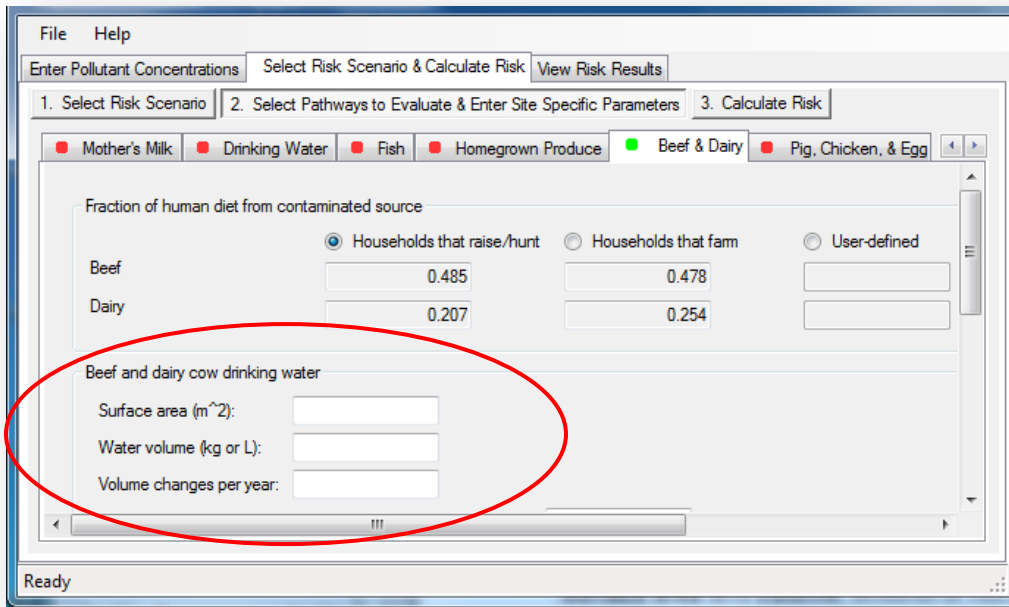 File Help
Enter Pollutant Concentrations Select Risk Scenario & Calculate Risk View Risk Results
1. Select Risk Scenario 2. Select Pathways to Evaluate & Enter Site Specific Parameters 3. Calculate Risk
Mother's Milk Drinking Water Fish Homegrown Produce Beef & Dairy Pig, Chicken, & Egg
Fraction of human diet from contaminated source
Households that raise/hunt Households that farm User-defined
Beef 0.485 0.478
Dairy 0.207 0.254
Beef and dairy cow drinking water
Surface area (m^2):
Water volume (kg or L):
Volume changes per year:
Ready